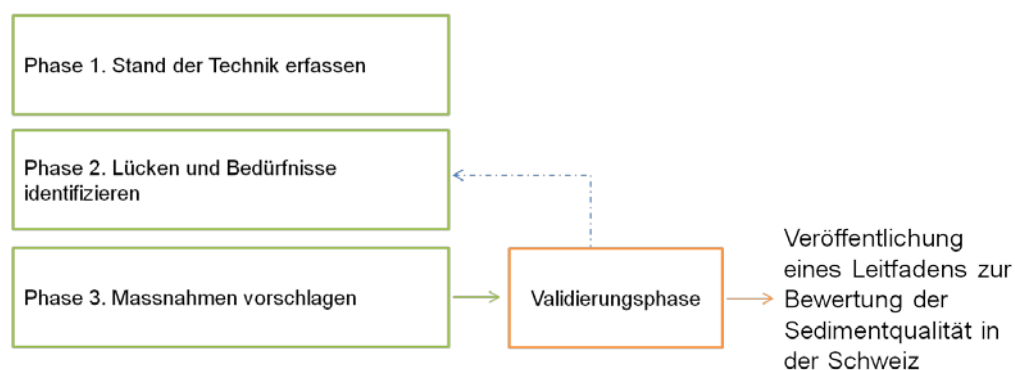 Phase 1. Stand der Technik erfassen
Phase 2. Lücken und Bedürfnisse
identifizieren
Phase 3. Massnahmen vorschlagen
Validierungsphase
Veröffentlichung
eines Leitfadens zur
Bewertung der
Sedimentqualität in
der Schweiz